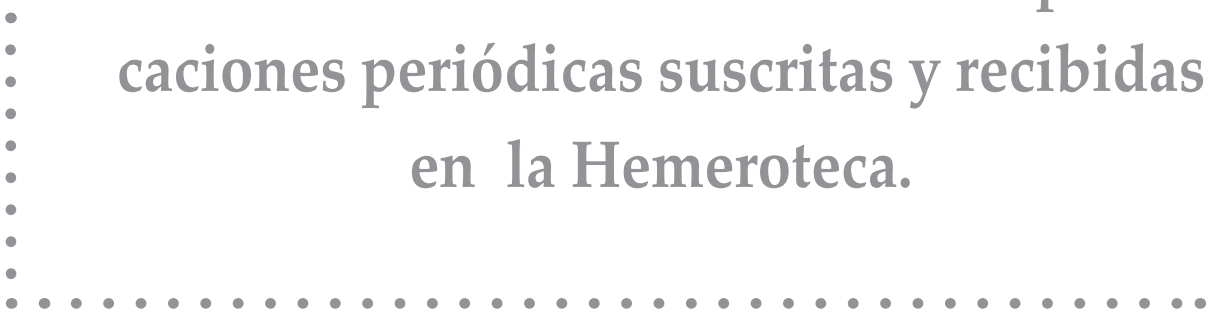 caciones periódicas suscritas y recibidas
en la Hemeroteca.